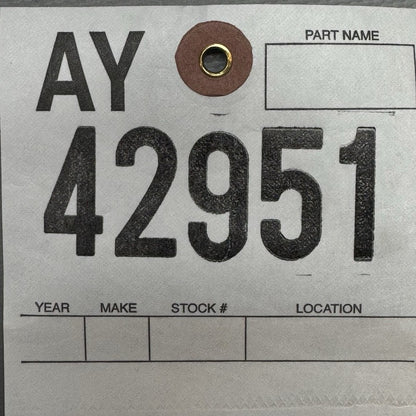 AY
PART NAME
42951
YEAR MAKE STOCK # LOCATION